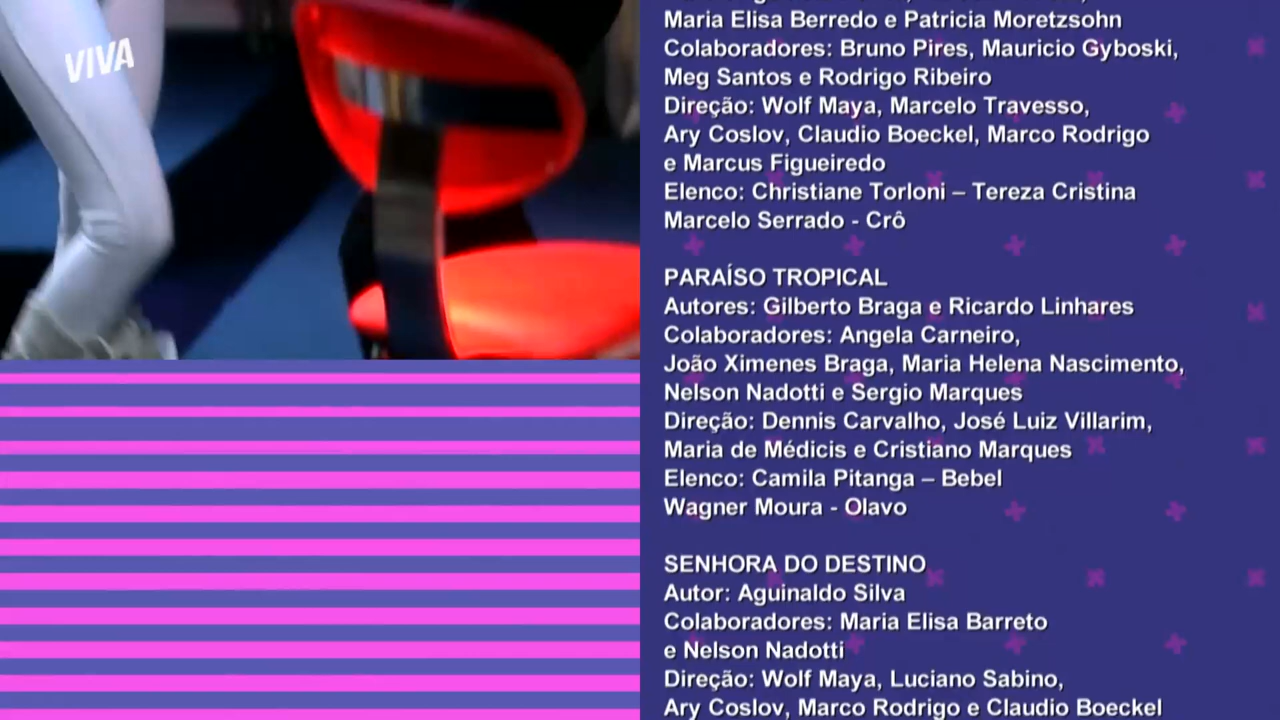 VIVA
Maria Elisa Berredo e Patricia Moretzsohn
Colaboradores: Bruno Pires, Mauricio Gyboski,
Meg Santos e Rodrigo Ribeiro
Direção: Wolf Maya, Marcelo Travesso,
Ary Coslov, Claudio Boeckel, Marco Rodrigo
e Marcus Figueiredo
Elenco: Christiane Torloni – Tereza Cristina
Marcelo Serrado - Crô
PARAÍSO TROPICAL
Autores: Gilberto Braga e Ricardo Linhares
Colaboradores: Angela Carneiro,
João Ximenes Braga, Maria Helena Nascimento,
Nelson Nadotti e Sergio Marques
Direção: Dennis Carvalho, José Luiz Villarim,
Maria de Médicis e Cristiano Marques
Elenco: Camila Pitanga – Bebel
Wagner Moura - Olavo
SENHORA DO DESTINO
Autor: Aguinaldo Silva
Colaboradores: Maria Elisa Barreto
e Nelson Nadotti
Direção: Wolf Maya, Luciano Sabino,
Ary Coslov, Marco Rodrigo e Claudio Boeckel